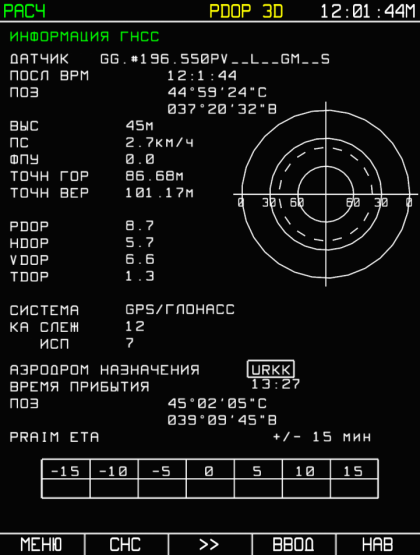 РАСЧ PDOP 3D 12:01:44М
ИНФОРМАЦИЯ ГНСС
ДАТЧИК GG.#196.550PV__L__GM__S
ПОСЛ ВРМ 12:1:44
ПОЗ 44°59'24"С
037°20'32"В
ВЫС 45м
ПС 2.7км/ч
ФПУ 0.0
ТОЧН ГОР 86.68м
ТОЧН ВЕР 101.17м
0 30 60 60 30 0
PDOP 8.7
HDOP 5.7
VDOP 6.6
TDOP 1.3
СИСТЕМА GPS/ГЛОНАСС
КА СЛЕЖ 12
ИСП 7
АЭРОДРОМ НАЗНАЧЕНИЯ URKK
ВРЕМЯ ПРИБЫТИЯ 13:27
ПОЗ 45°02'05"С
039°09'45"В
PRAIM ETA +/- 15 мин
-15 -10 -5 0 5 10 15
МЕНЮ СНС >> ВВОД НАВ